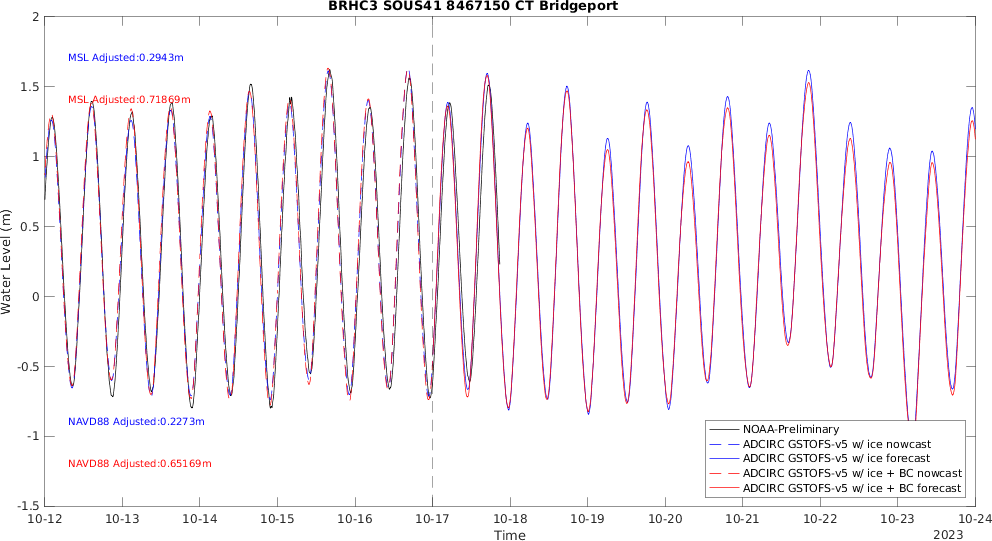 BRHC3 SOUS41 8467150 CT Bridgeport
2
1.5
1
0.5
0
-0.5
-1
-1.5
Water Level (m)
MSL Adjusted:0.2943m
MSL Adjusted:0.71869m
NAVD88 Adjusted:0.2273m
NAVD88 Adjusted:0.65169m
NOAA-Preliminary
ADCIRC GSTOFS-v5 w/ ice nowcast
ADCIRC GSTOFS-v5 w/ ice forecast
ADCIRC GSTOFS-v5 w/ ice + BC nowcast
ADCIRC GSTOFS-v5 w/ ice + BC forecast
10-12 10-13 10-14 10-15 10-16 10-17 10-18 10-19 10-20 10-21 10-22 10-23 10-24
Time
2023